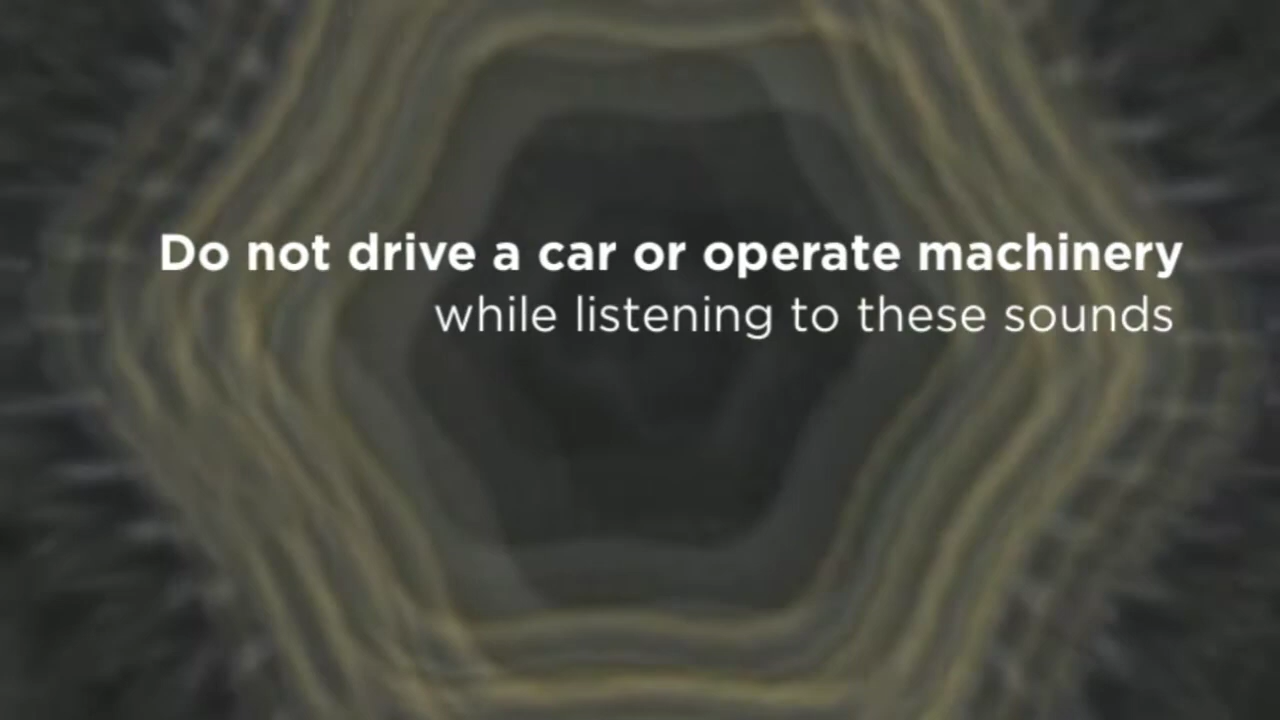 Do not drive a car or operate machinery
while listening to these sounds